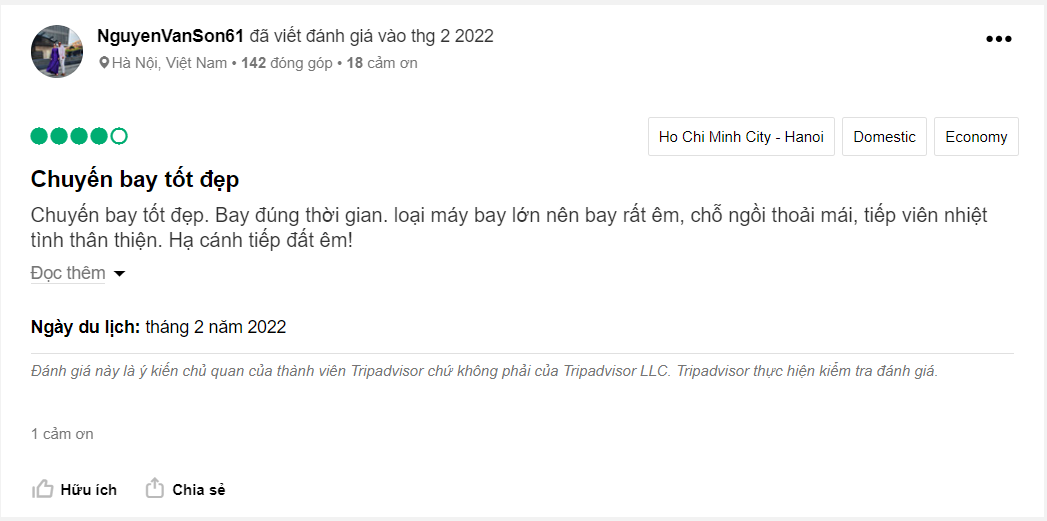 NguyenVanSon61 đã viết đánh giá vào thg 2 2022
Hà Nội, Việt Nam • 142 đóng góp • 18 cảm ơn
Ho Chi Minh City - Hanoi
Domestic
Economy
Chuyến bay tốt đẹp
Chuyến bay tốt đẹp. Bay đúng thời gian. loại máy bay lớn nên bay rất êm, chỗ ngồi thoải mái, tiếp viên nhiệt
tình thân thiện. Hạ cánh tiếp đất êm!
Đọc thêm
Ngày du lịch: tháng 2 năm 2022
Đánh giá này là ý kiến chủ quan của thành viên Tripadvisor chứ không phải của Tripadvisor LLC. Tripadvisor thực hiện kiểm tra đánh giá.
1 cảm ơn
Hữu ích
Chia sẻ